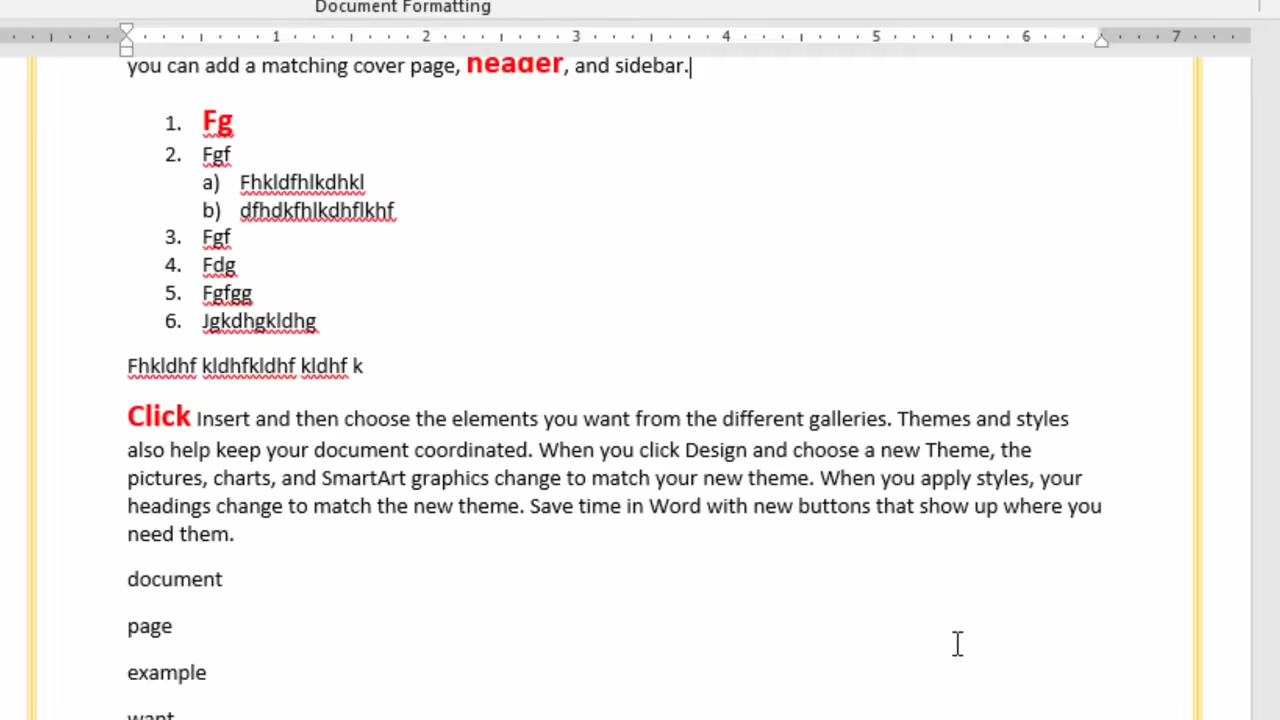 Document Formatting
1 2 3 4 5 6 7
you can add a matching cover page, header, and sidebar.
1. Fg
2. Fgf
a) Fhkldfhlkdhkl
b) dfhdkfhlkdhflkhf
3. Fgf
4. Fdg
5. Fgfgg
6. Jgkdhgkldhg
Fhkldhf kldhfkldhf kldhf k
Click Insert and then choose the elements you want from the different galleries. Themes and styles
also help keep your document coordinated. When you click Design and choose a new Theme, the
pictures, charts, and SmartArt graphics change to match your new theme. When you apply styles, your
headings change to match the new theme. Save time in Word with new buttons that show up where you
need them.
document
page
example
want